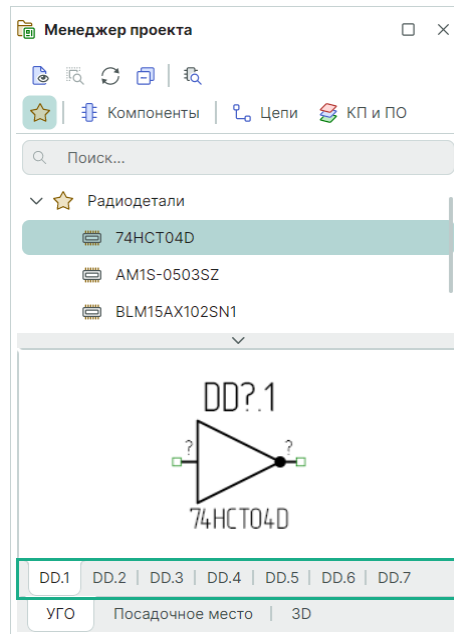 Менеджер проекта
Компоненты Цепи КП и ПО
Поиск...
Радиодетали
74HCT04D
AM1S-0503SZ
BLM15AX102SN1
DD?.1
? ?
74HCT04D
DD.1 DD.2 | DD.3 | DD.4 | DD.5 | DD.6 | DD.7
УГО Посадочное место | 3D